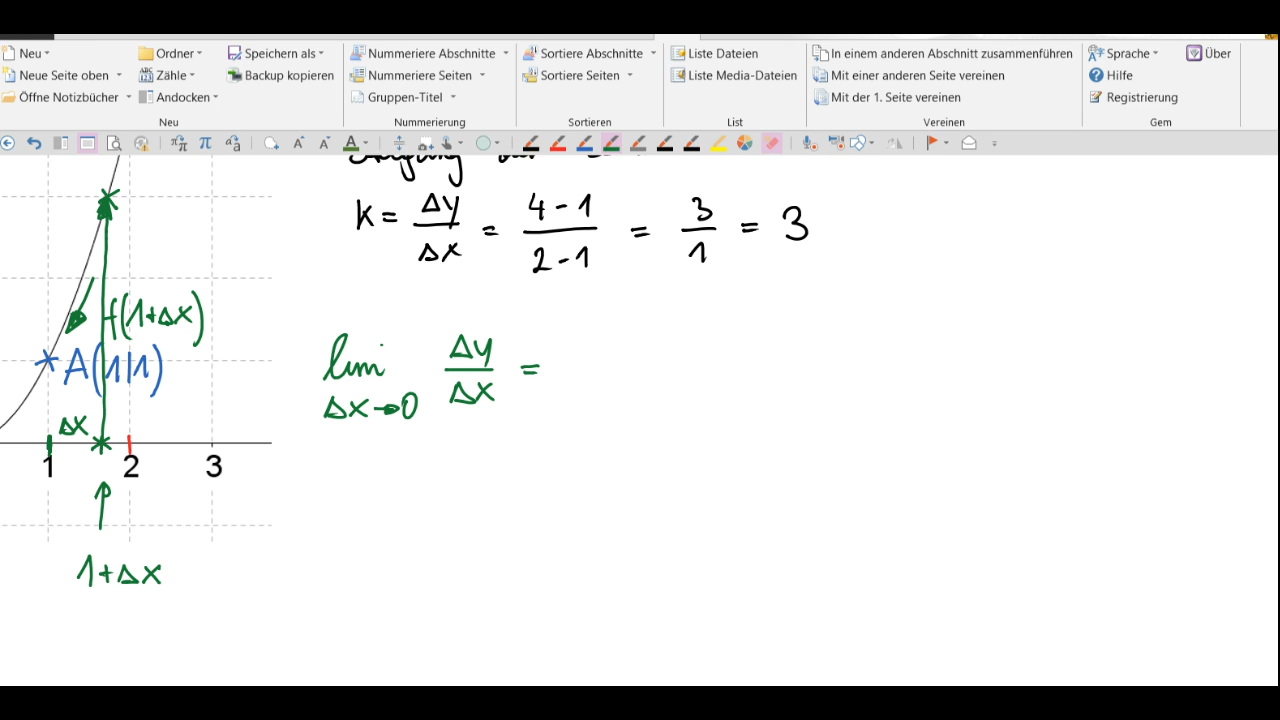 Neu Ordner Speichern als Nummeriere Abschnitte Sortiere Abschnitte Liste Dateien In einem anderen Abschnitt zusammenführen Sprache Über
Neue Seite oben Zähle Backup kopieren Nummeriere Seiten Sortiere Seiten Liste Media-Dateien Mit einer anderen Seite vereinen Hilfe
Öffne Notizbücher Andocken Gruppen-Titel Mit der 1. Seite vereinen Registrierung
Neu Nummerierung Sortieren List Vereinen Gem
K = Δy/Δx = 4-1/2-1 = 3/1 = 3
f(1+Δx)
A(1|1)
lim Δx→0 Δy/Δx =
Δx
1 2 3
1+Δx